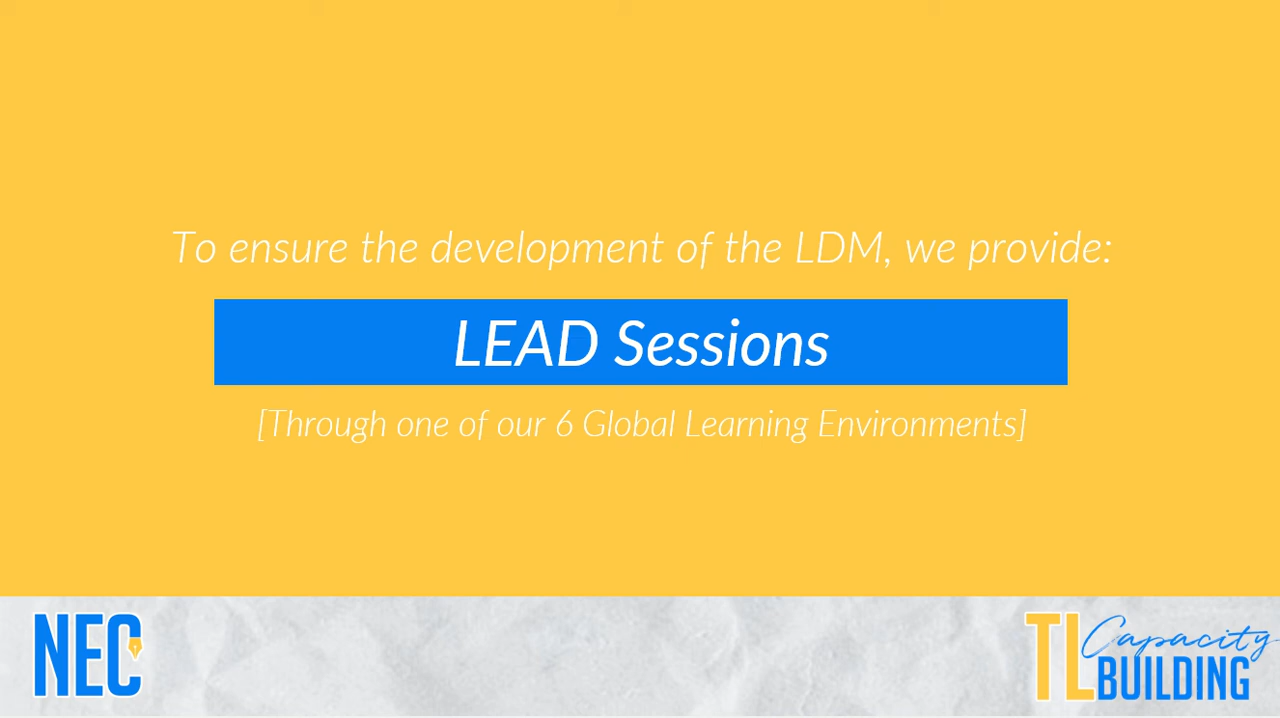 To ensure the development of the LDM, we provide:
LEAD Sessions
[Through one of our 6 Global Learning Environments]
NEC
TL Capacity
BUILDING